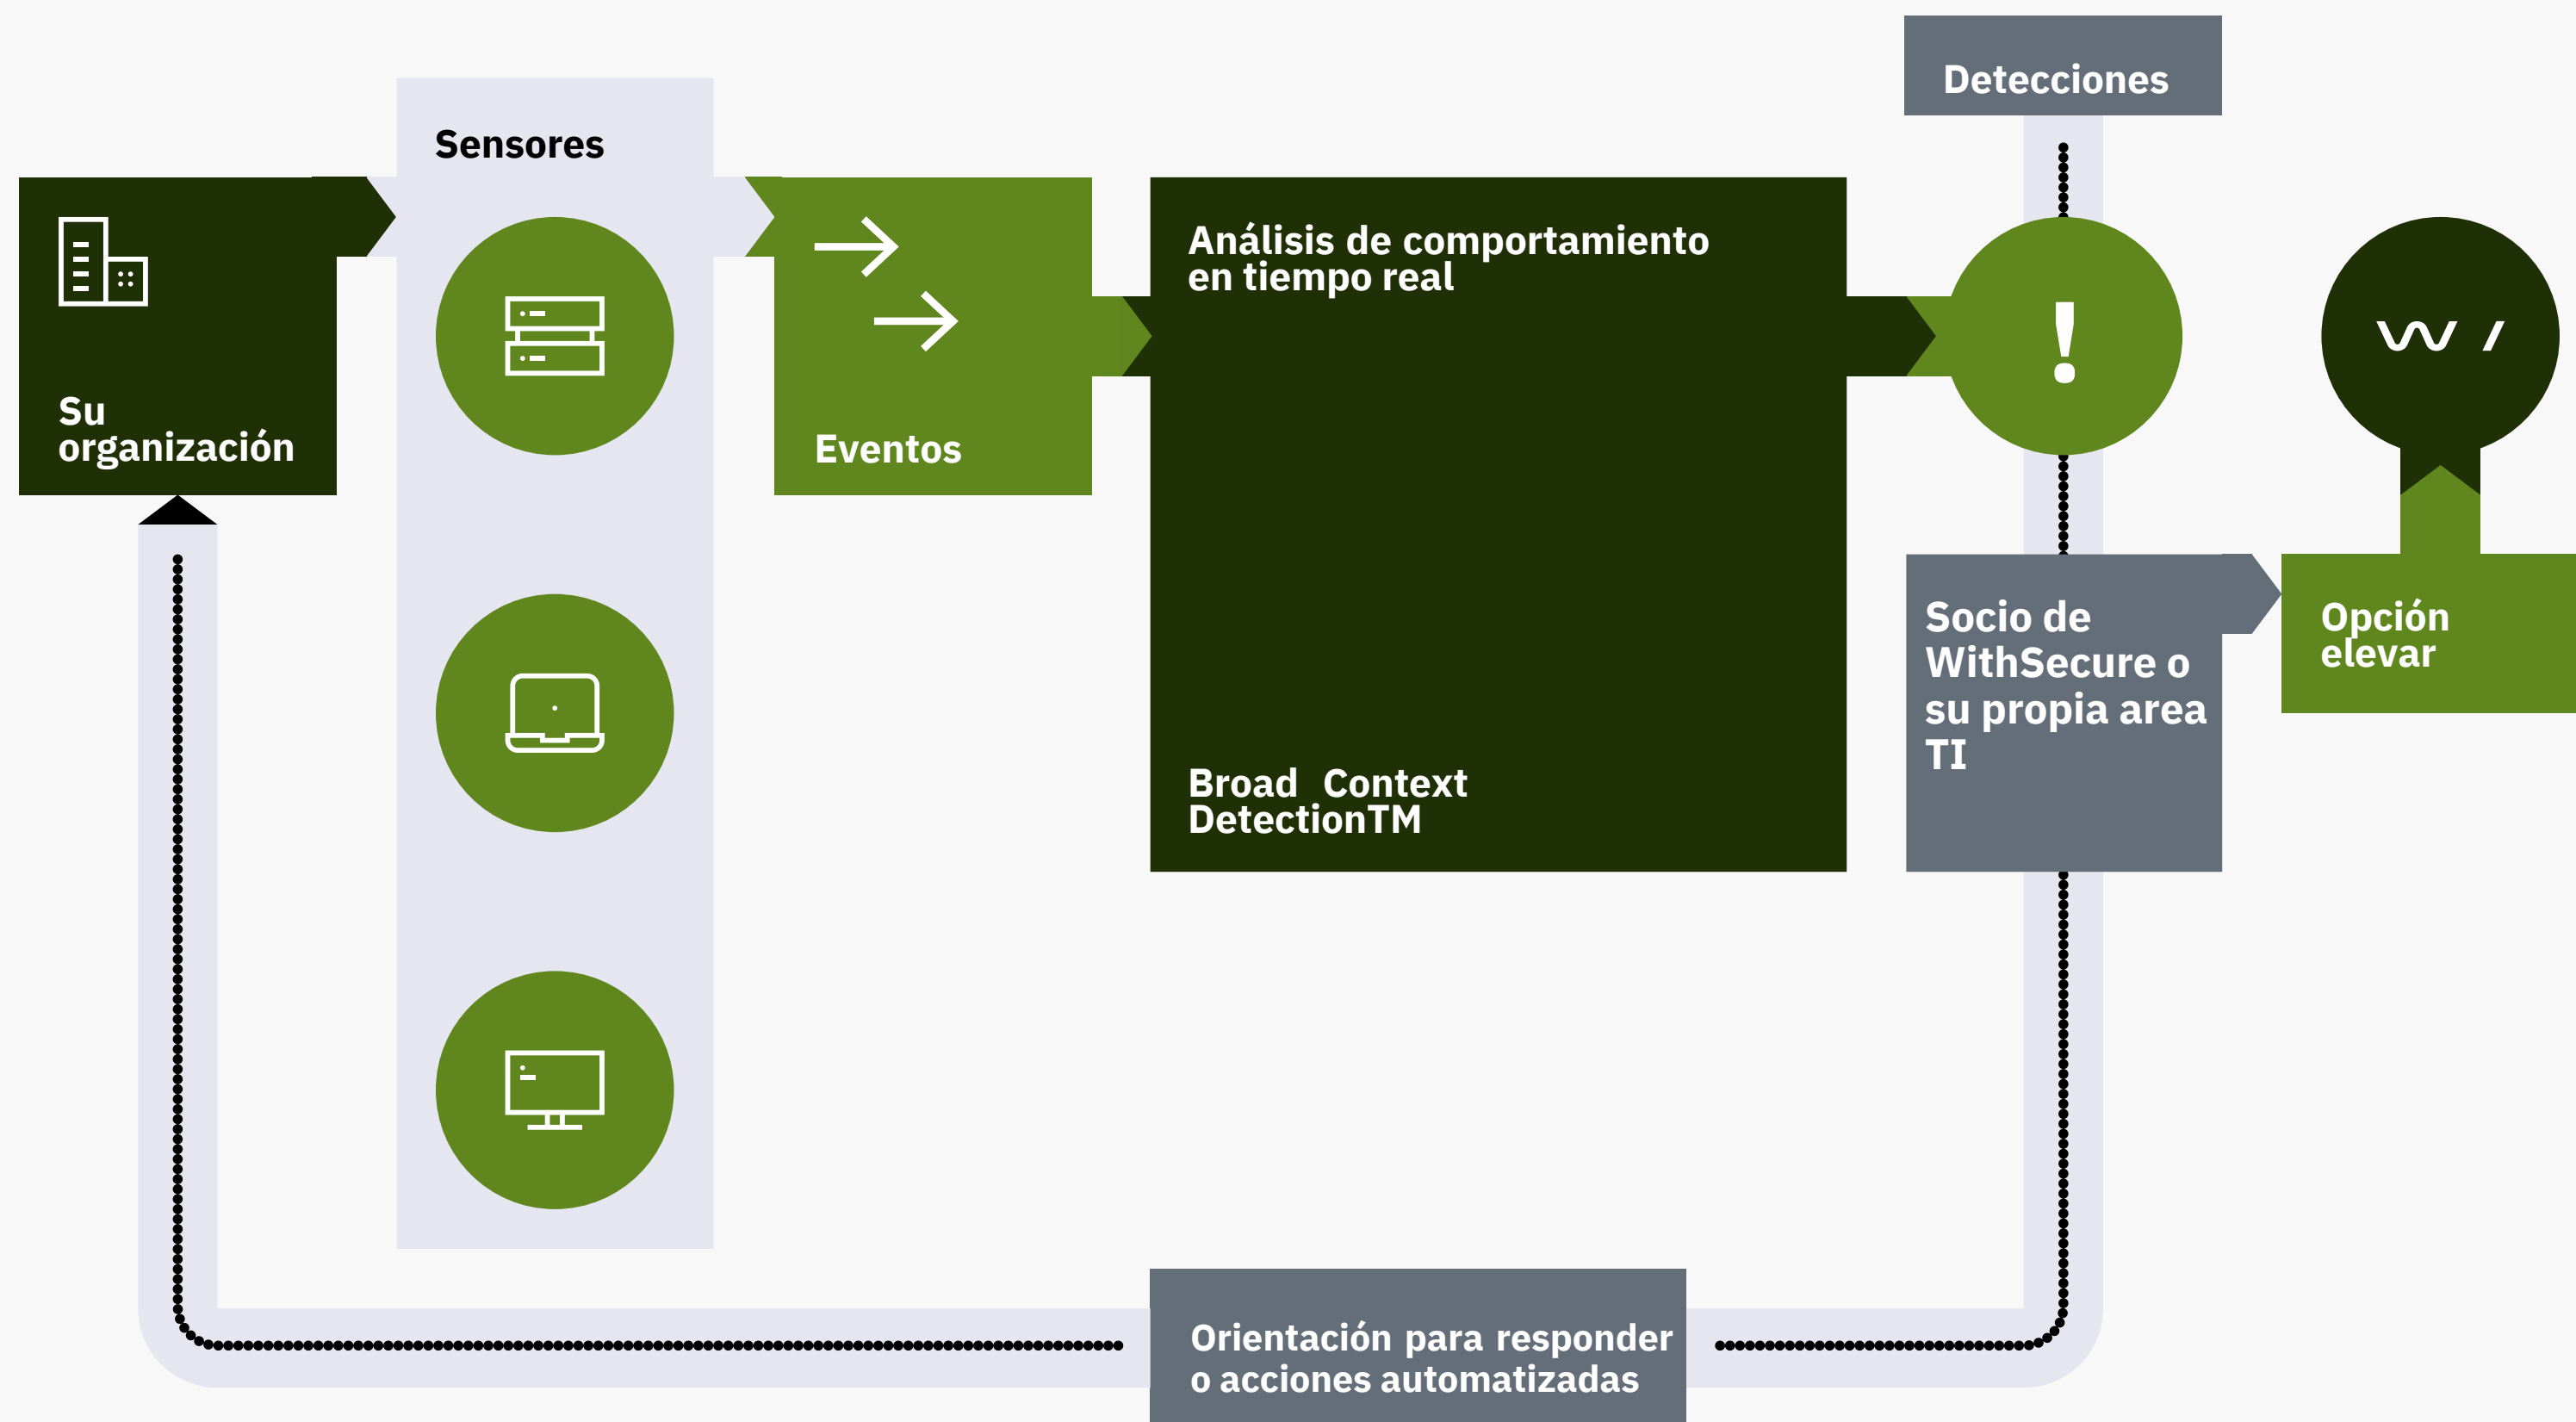 Detecciones
Sensores
Su
organización
Eventos
Análisis de comportamiento
en tiempo real
Broad Context
DetectionTM
!
Socio de
WithSecure o
su propia area
TI
Opción
elevar
Orientación para responder
o acciones automatizadas